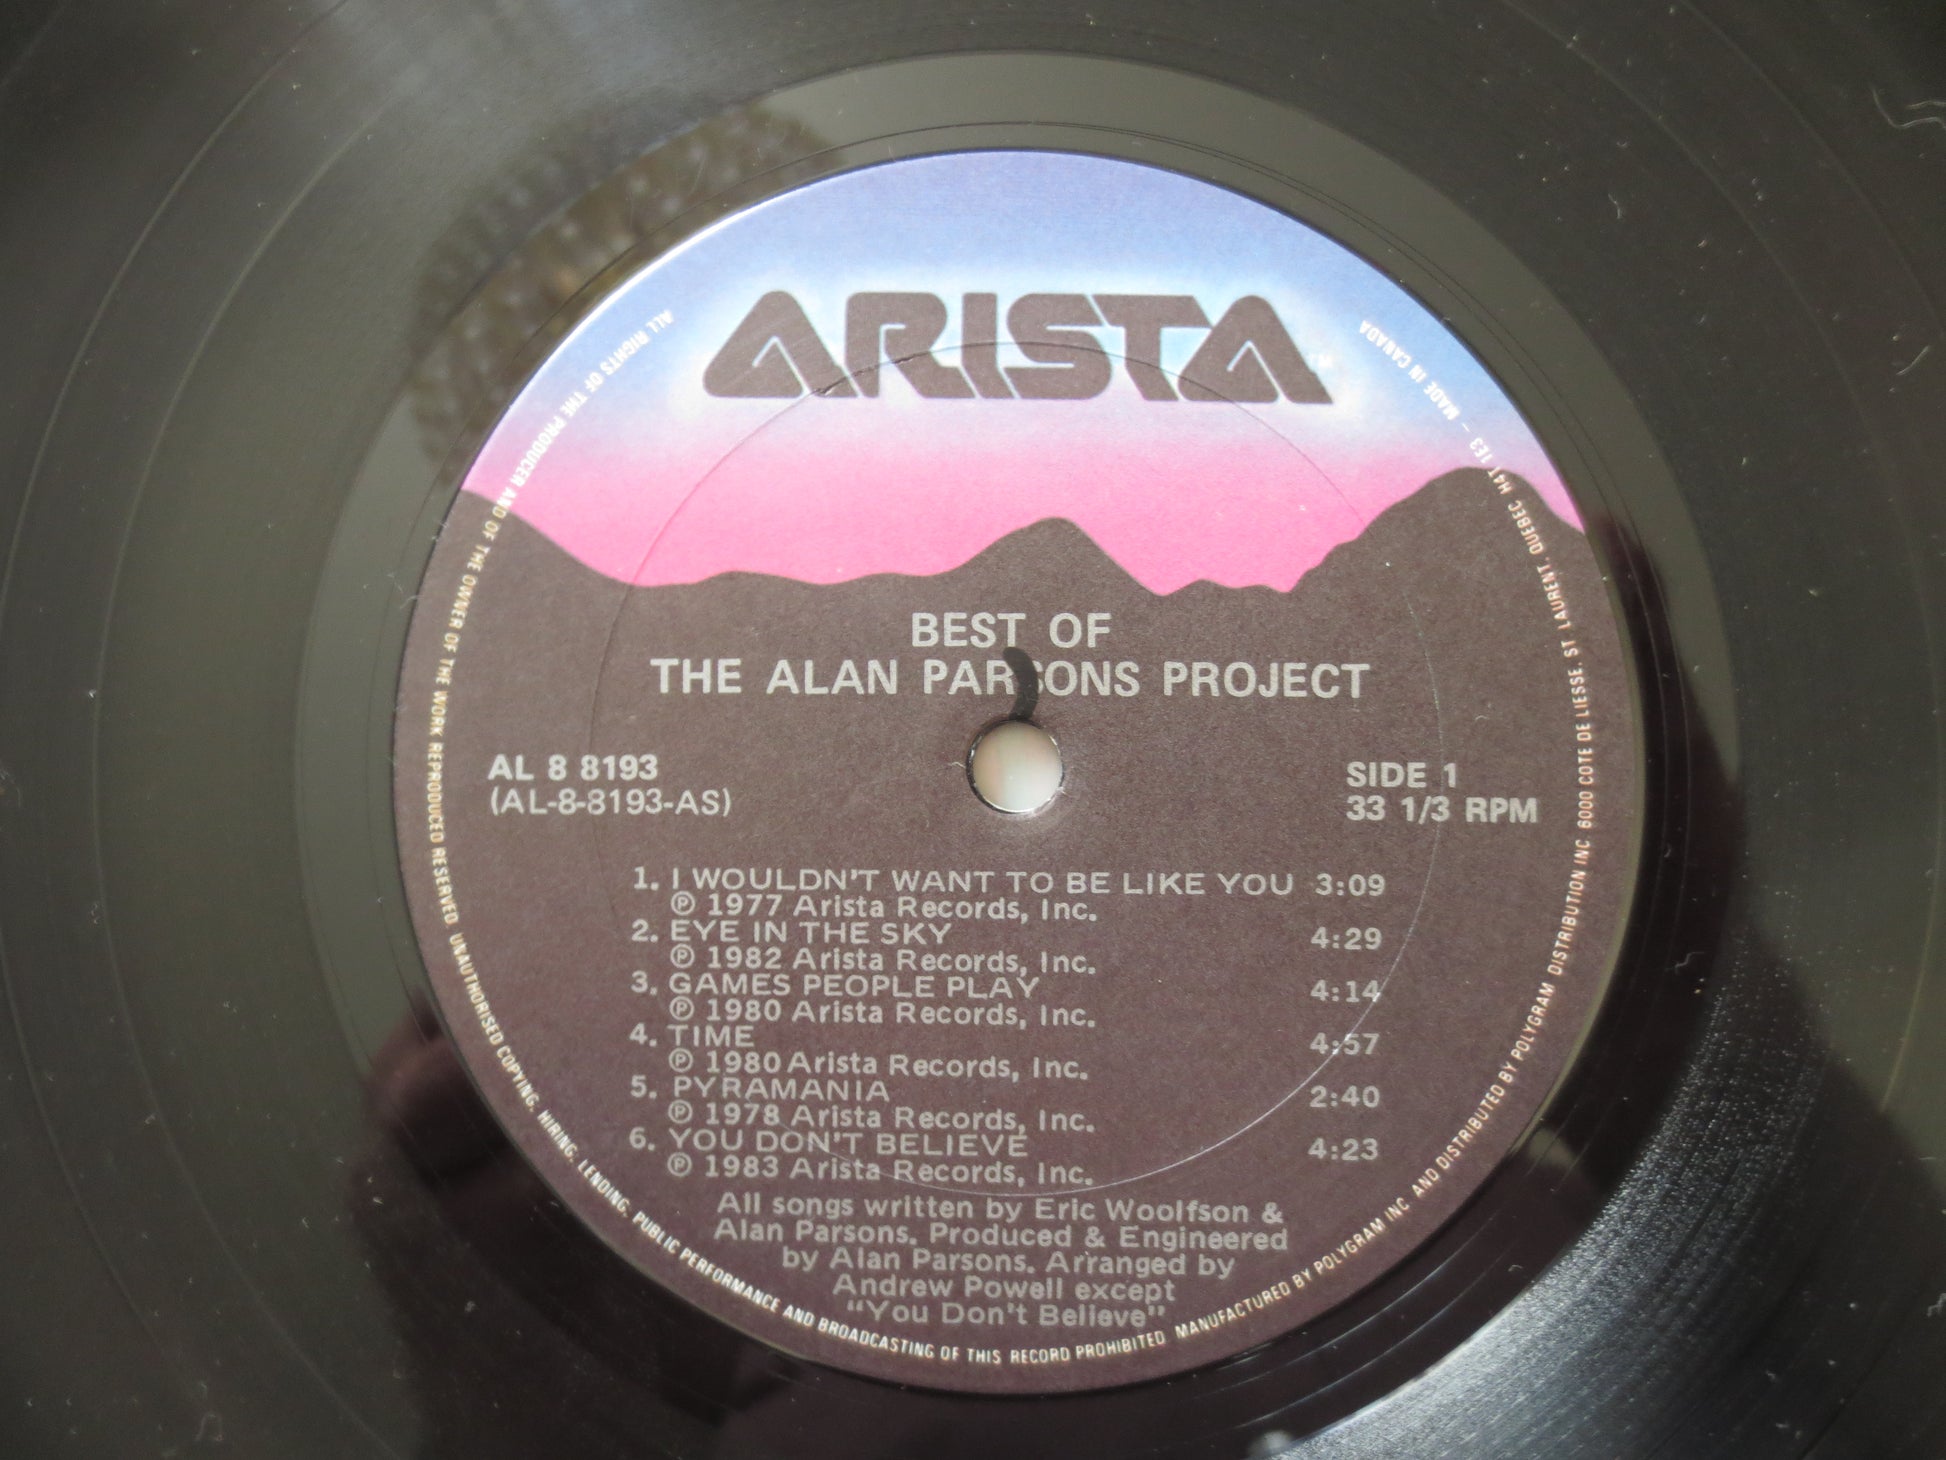 ARISTA
BEST OF
THE ALAN PARSONS PROJECT
AL 8 8193
(AL-8-8193-AS)
SIDE 1
33 1/3 RPM
1. I WOULDN'T WANT TO BE LIKE YOU 3:09
℗ 1977 Arista Records, Inc.
2. EYE IN THE SKY 4:29
℗ 1982 Arista Records, Inc.
3. GAMES PEOPLE PLAY 4:14
℗ 1980 Arista Records, Inc.
4. TIME 4:57
℗ 1980 Arista Records, Inc.
5. PYRAMANIA 2:40
℗ 1978 Arista Records, Inc.
6. YOU DON'T BELIEVE 4:23
℗ 1983 Arista Records, Inc.
All songs written by Eric Woolfson &
Alan Parsons. Produced & Engineered
by Alan Parsons. Arranged by
Andrew Powell except
"You Don't Believe"
ALL RIGHTS OF THE PRODUCER AND OF THE OWNER OF THE WORK REPRODUCED RESERVED. UNAUTHORISED COPYING, HIRING, LENDING, PUBLIC PERFORMANCE AND BROADCASTING OF THIS RECORD PROHIBITED MANUFACTURED BY POLYGRAM INC. AND DISTRIBUTED BY POLYGRAM DISTRIBUTION INC 6000 COTE DE LIESSE, ST LAURENT, QUEBEC H4T 1E3 – MADE IN CANADA